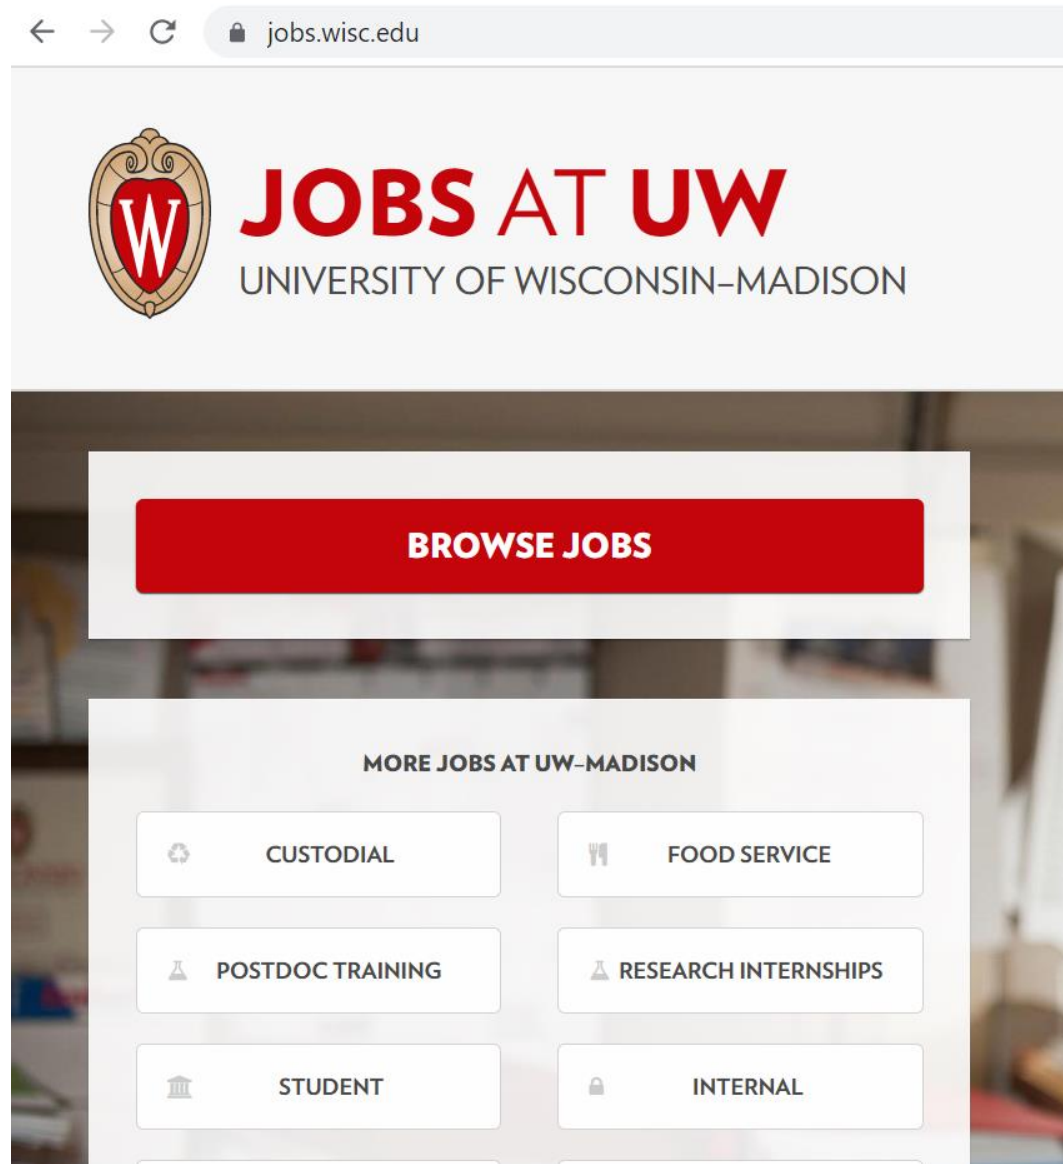 jobs.wisc.edu
W
JOBS AT UW
UNIVERSITY OF WISCONSIN–MADISON
BROWSE JOBS
MORE JOBS AT UW–MADISON
CUSTODIAL
FOOD SERVICE
POSTDOC TRAINING
RESEARCH INTERNSHIPS
STUDENT
INTERNAL